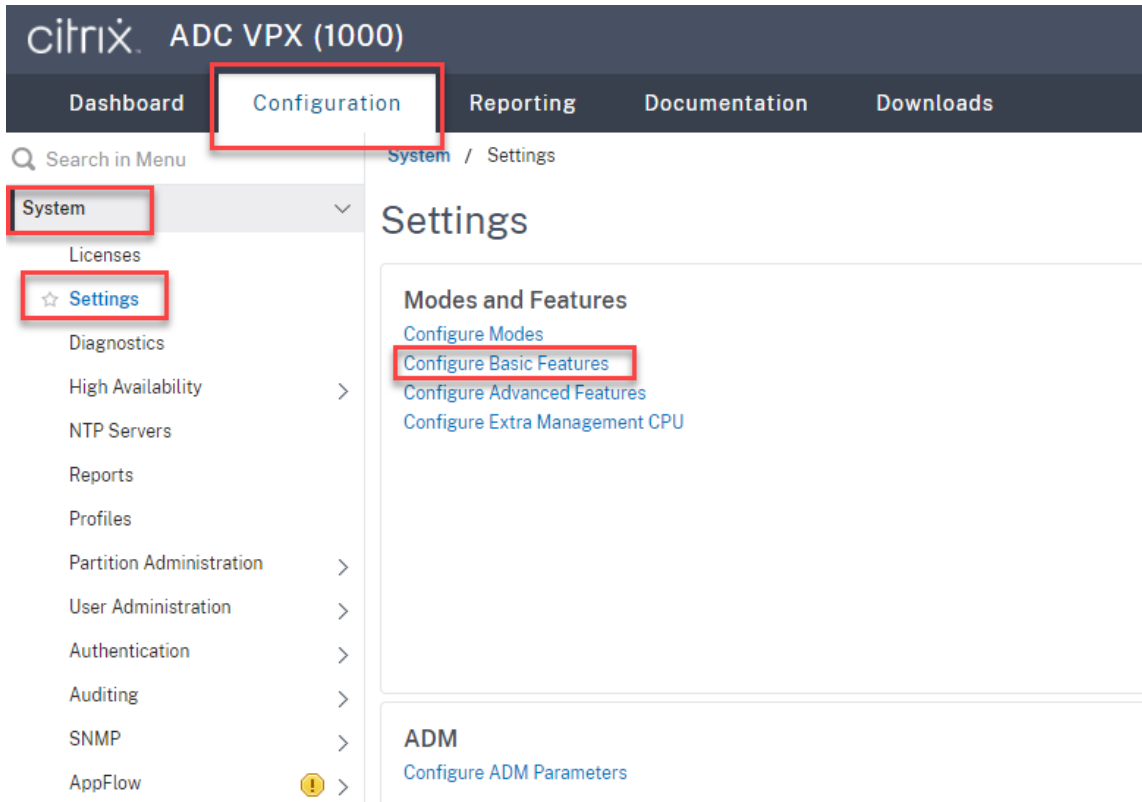 citrix. ADC VPX (1000)
Dashboard Configuration Reporting Documentation Downloads
Search in Menu
System / Settings
System
Settings
Licenses
Settings
Diagnostics
High Availability
NTP Servers
Reports
Profiles
Partition Administration
User Administration
Authentication
Auditing
SNMP
AppFlow
Modes and Features
Configure Modes
Configure Basic Features
Configure Advanced Features
Configure Extra Management CPU
ADM
Configure ADM Parameters